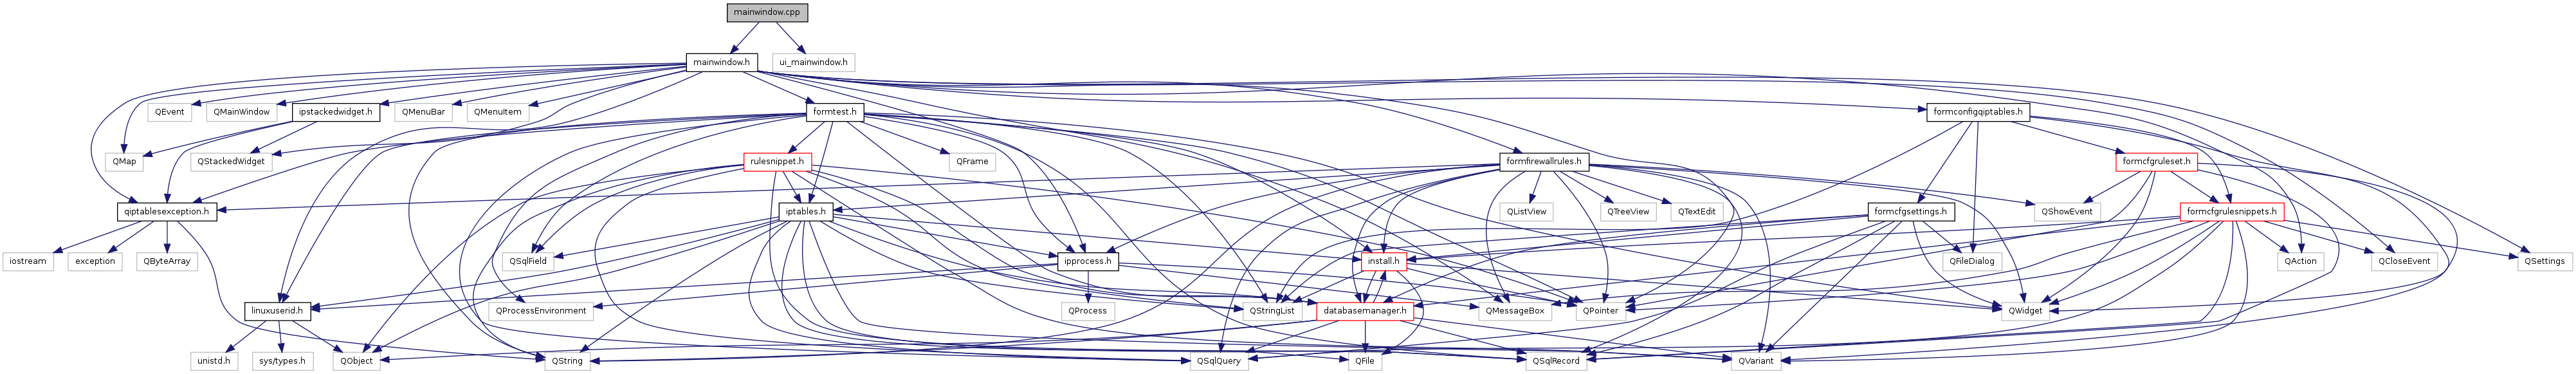 mainwindow.cpp
mainwindow.h
ui_mainwindow.h
QEvent
QMainWindow
ipstackedwidget.h
QMenuBar
QMenuItem
formtest.h
formconfigqiptables.h
QMap
QStackedWidget
rulesnippet.h
QFrame
formfirewallrules.h
formcfgruleset.h
qiptablesexception.h
iptables.h
QListView
QTreeView
QTextEdit
formcfgsettings.h
QShowEvent
formcfgrulesnippets.h
iostream
exception
QByteArray
QSqlField
ipprocess.h
install.h
QFileDialog
QAction
QCloseEvent
QSettings
linuxuserid.h
QProcessEnvironment
QProcess
QStringList
databasemanager.h
QMessageBox
QPointer
QWidget
unistd.h
sys/types.h
QObject
QString
QSqlQuery
QFile
QSqlRecord
QVariant